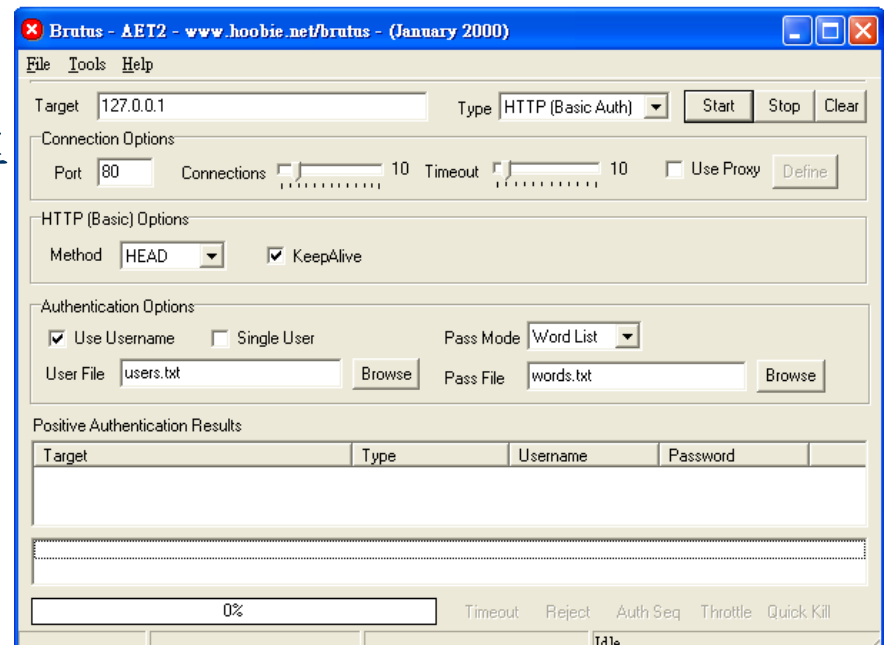 Brutus - AET2 - www.hoobie.net/brutus - (January 2000)
File Tools Help
Target 127.0.0.1 Type HTTP (Basic Auth) Start Stop Clear
Connection Options
Port 80 Connections 10 Timeout 10 Use Proxy Define
HTTP (Basic) Options
Method HEAD KeepAlive
Authentication Options
Use Username Single User Pass Mode Word List
User File users.txt Browse Pass File words.txt Browse
Positive Authentication Results
Target Type Username Password
0% Timeout Reject Auth Seq Throttle Quick Kill
Idle